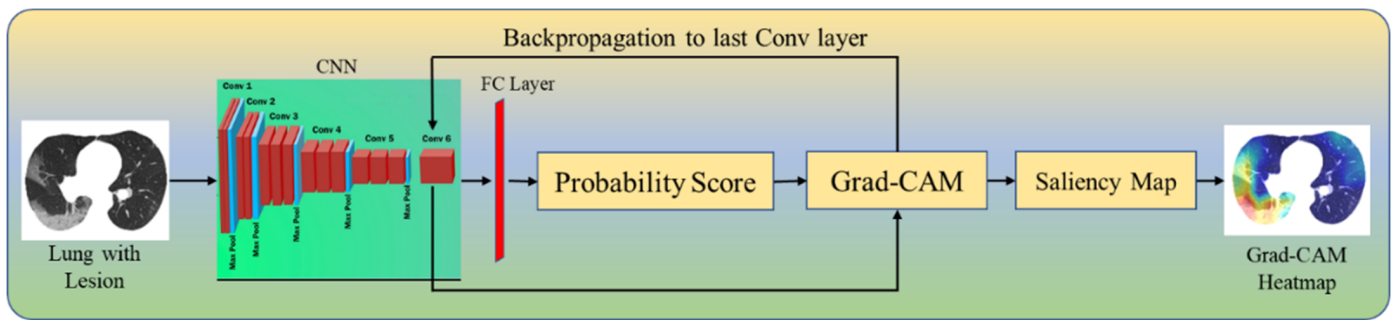 Backpropagation to last Conv layer
CNN
FC Layer
Conv 1
Conv 2
Conv 3
Conv 4
Conv 5
Conv 6
Max Pool
Max Pool
Max Pool
Max Pool
Max Pool
Probability Score
Grad-CAM
Saliency Map
Lung with
Lesion
Grad-CAM
Heatmap